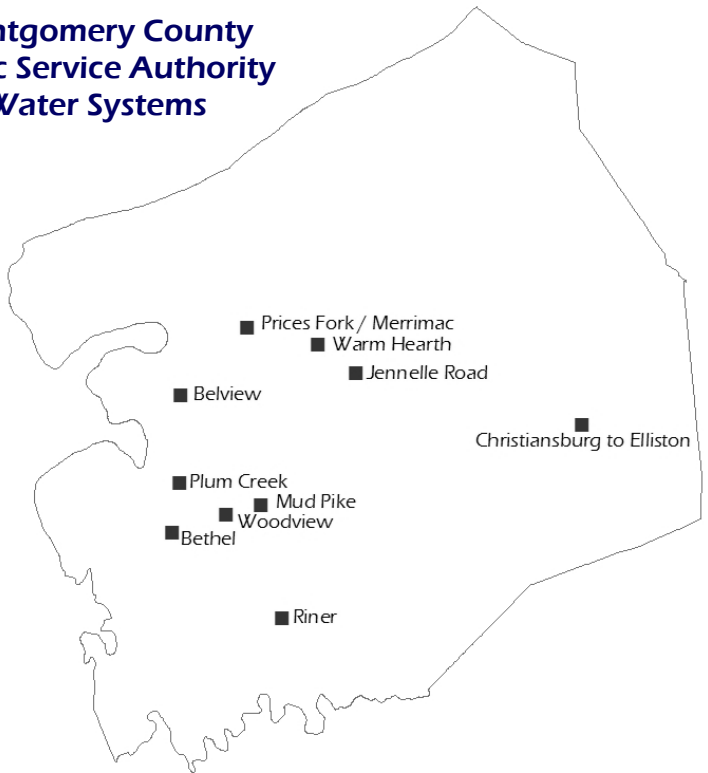 ntgomery County
c Service Authority
Water Systems
Prices Fork / Merrimac
Warm Hearth
Jennelle Road
Belview
Christiansburg to Elliston
Plum Creek
Mud Pike
Woodview
Bethel
Riner